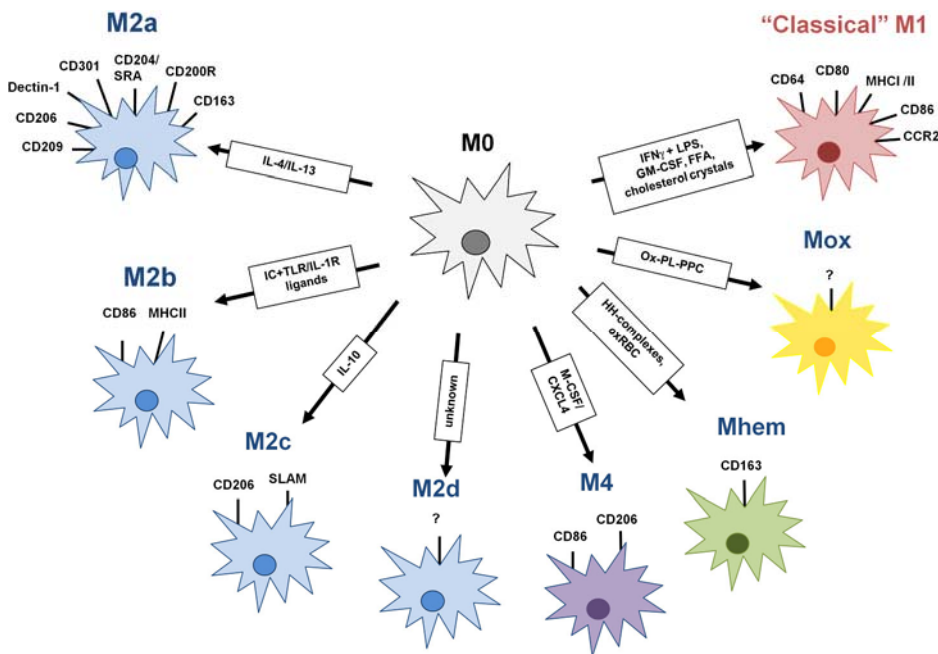 M2a
CD301
CD204/
SRA
CD200R
Dectin-1
CD163
CD206
CD209
IL-4/IL-13
M0
“Classical” M1
CD64
CD80
MHCI /II
CD86
CCR2
IFNγ + LPS,
GM-CSF, FFA,
cholesterol crystals
M2b
CD86
MHCII
IC+TLR/IL-1R
ligands
Ox-PL-PPC
Mox
?
IL-10
unknown
M-CSF/
CXCL4
HH-complexes,
oxRBC
M2c
CD206
SLAM
M2d
?
M4
CD86
CD206
Mhem
CD163